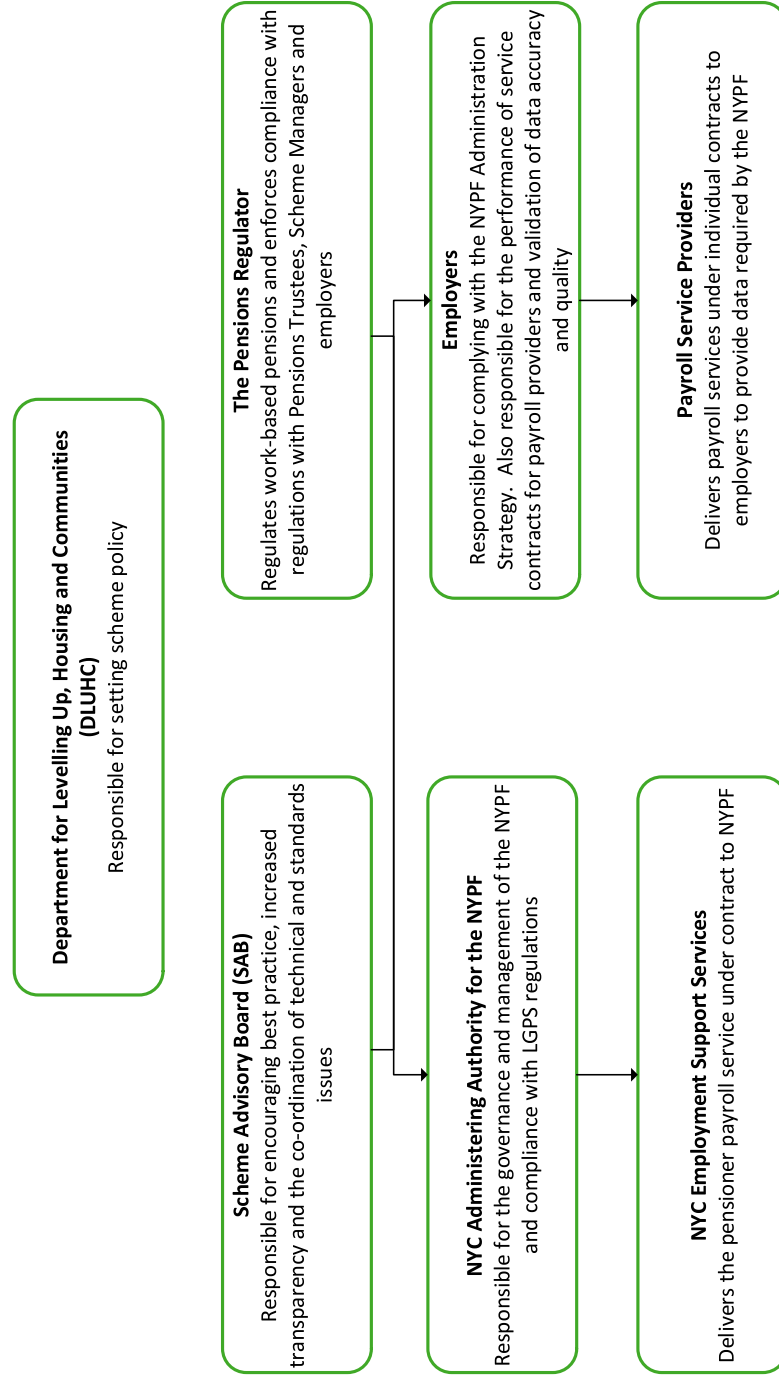 Department for Levelling Up, Housing and Communities
(DLUHC)
Responsible for setting scheme policy
Scheme Advisory Board (SAB)
Responsible for encouraging best practice, increased
transparency and the co-ordination of technical and standards
issues
The Pensions Regulator
Regulates work-based pensions and enforces compliance with
regulations with Pensions Trustees, Scheme Managers and
employers
NYC Administering Authority for the NYPF
Responsible for the governance and management of the NYPF
and compliance with LGPS regulations
Employers
Responsible for complying with the NYPF Administration
Strategy.  Also responsible for the performance of service
contracts for payroll providers and validation of data accuracy
and quality
NYC Employment Support Services
Delivers the pensioner payroll service under contract to NYPF
Payroll Service Providers
Delivers payroll services under individual contracts to
employers to provide data required by the NYPF